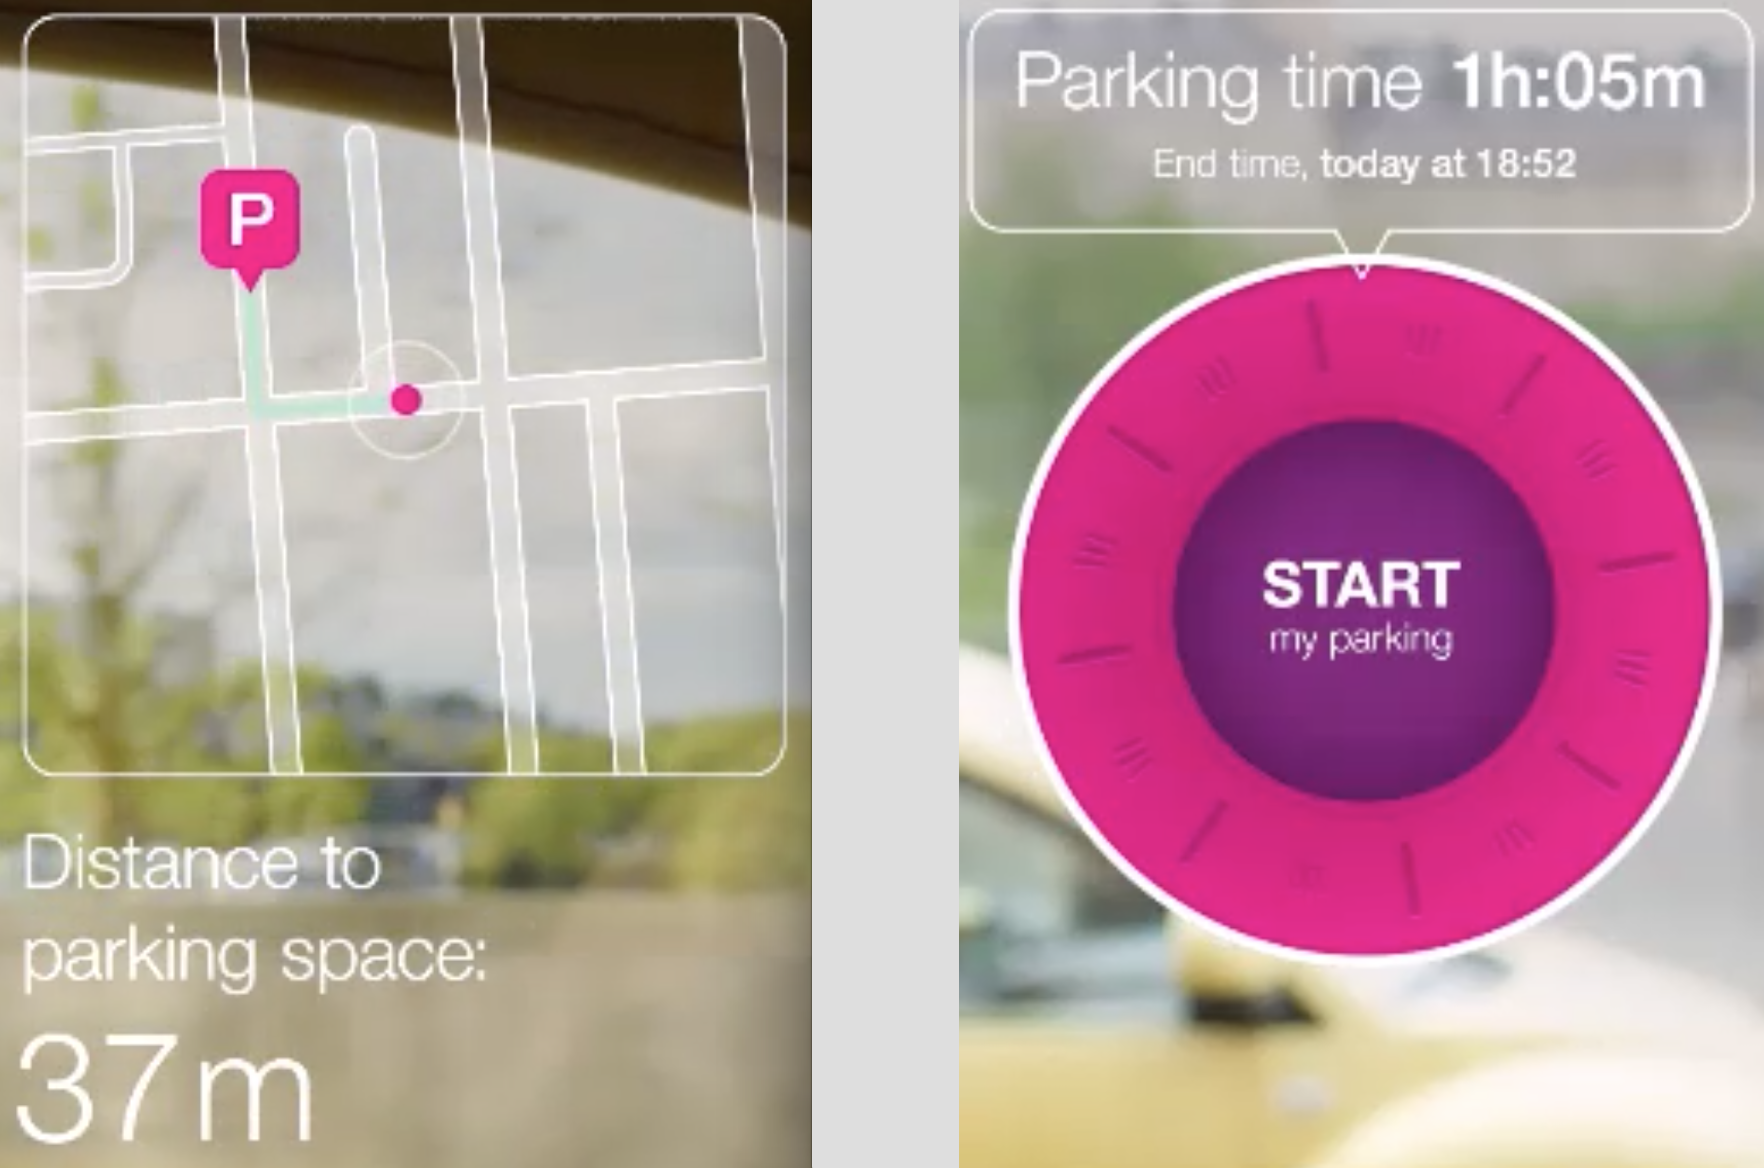 P
Distance to
parking space:
37m
Parking time 1h:05m
End time, today at 18:52
START
my parking